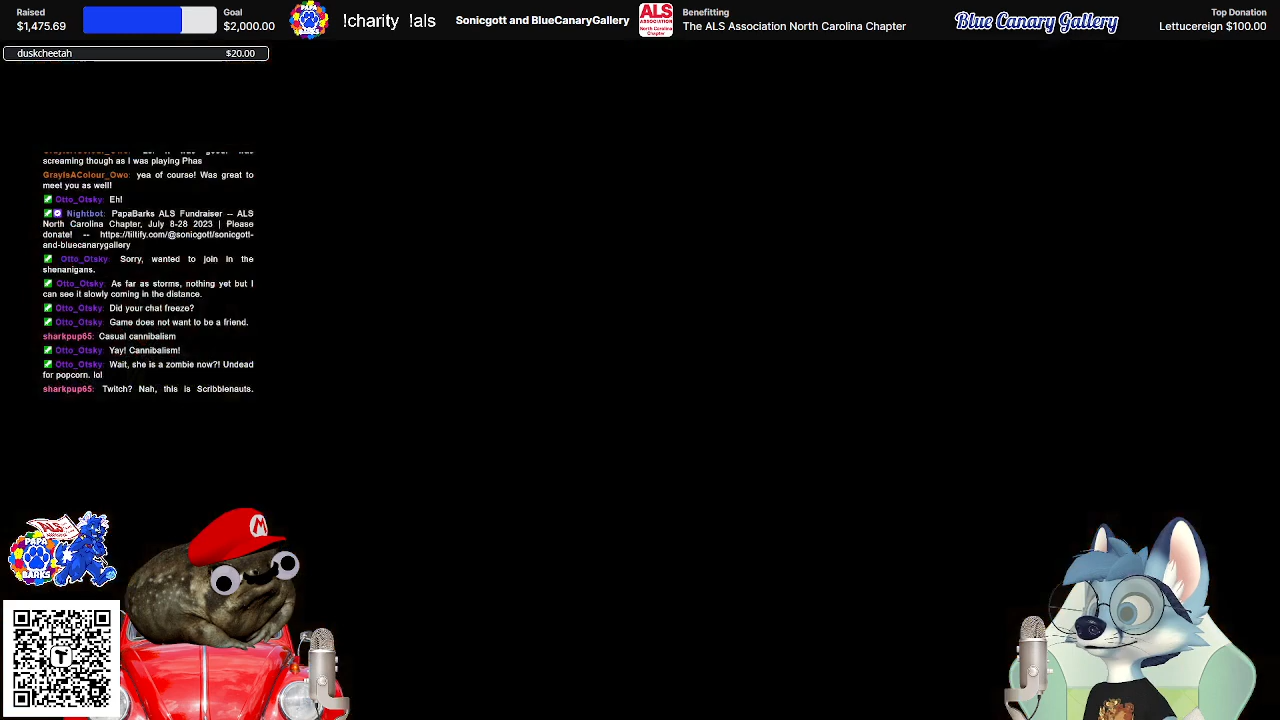 Raised
$1,475.69
Goal
$2,000.00
!charity !als
Sonicgott and BlueCanaryGallery
ALS
ASSOCIATION
North Carolina
Chapter
Benefitting
The ALS Association North Carolina Chapter
Blue Canary Gallery
Top Donation
Lettucereign $100.00
duskcheetah $20.00
screaming though as I was playing Phas
GrayIsAColour_Owo: yea of course! Was great to
meet you as well!
Otto_Otsky: Eh!
Nightbot: PapaBarks ALS Fundraiser -- ALS
North Carolina Chapter, July 8-28 2023 | Please
donate! -- https://tiltify.com/@sonicgott/sonicgott-
and-bluecanarygallery
Otto_Otsky: Sorry, wanted to join in the
shenanigans.
Otto_Otsky: As far as storms, nothing yet but I
can see it slowly coming in the distance.
Otto_Otsky: Did your chat freeze?
Otto_Otsky: Game does not want to be a friend.
sharkpup65: Casual cannibalism
Otto_Otsky: Yay! Cannibalism!
Otto_Otsky: Wait, she is a zombie now?! Undead
for popcorn. lol
sharkpup65: Twitch? Nah, this is Scribblenauts.
ALS
PAPA
BARKS
M
T